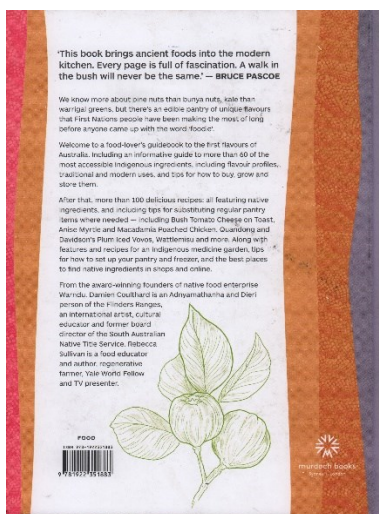 ‘This book brings ancient foods into the modern
kitchen. Every page is full of fascination. A walk in
the bush will never be the same.’ — BRUCE PASCOE
We know more about pine nuts than bunya nuts, kale than
warrigal greens, but there’s an edible pantry of unique flavours
that First Nations people have been making the most of long
before anyone came up with the word ‘foodie’.
Welcome to a food-lover’s guidebook to the first flavours of
Australia. Including an informative guide to more than 60 of the
most accessible Indigenous ingredients, including flavour profiles,
traditional and modern uses, and tips for how to buy, grow and
store them.
After that, more than 100 delicious recipes: all featuring native
ingredients, and including tips for substituting regular pantry
items where needed — including Bush Tomato Cheese on Toast,
Anise Myrtle and Macadamia Poached Chicken, Quandong and
Davidson’s Plum Iced Vovos, Wattlemisu and more. Along with
features and recipes for an Indigenous medicine garden, tips
for how to set up your pantry and freezer, and the best places
to find native ingredients in shops and online.
From the award-winning founders of native food enterprise
Warndu. Damien Coulthard is an Adnyamathanha and Dieri
person of the Flinders Ranges,
an international artist, cultural
educator and former board
director of the South Australian
Native Title Service. Rebecca
Sullivan is a food educator
and author, regenerative
farmer, Yale World Fellow
and TV presenter.
FOOD
ISBN 978-1922351883
9 781922 351883
murdoch books